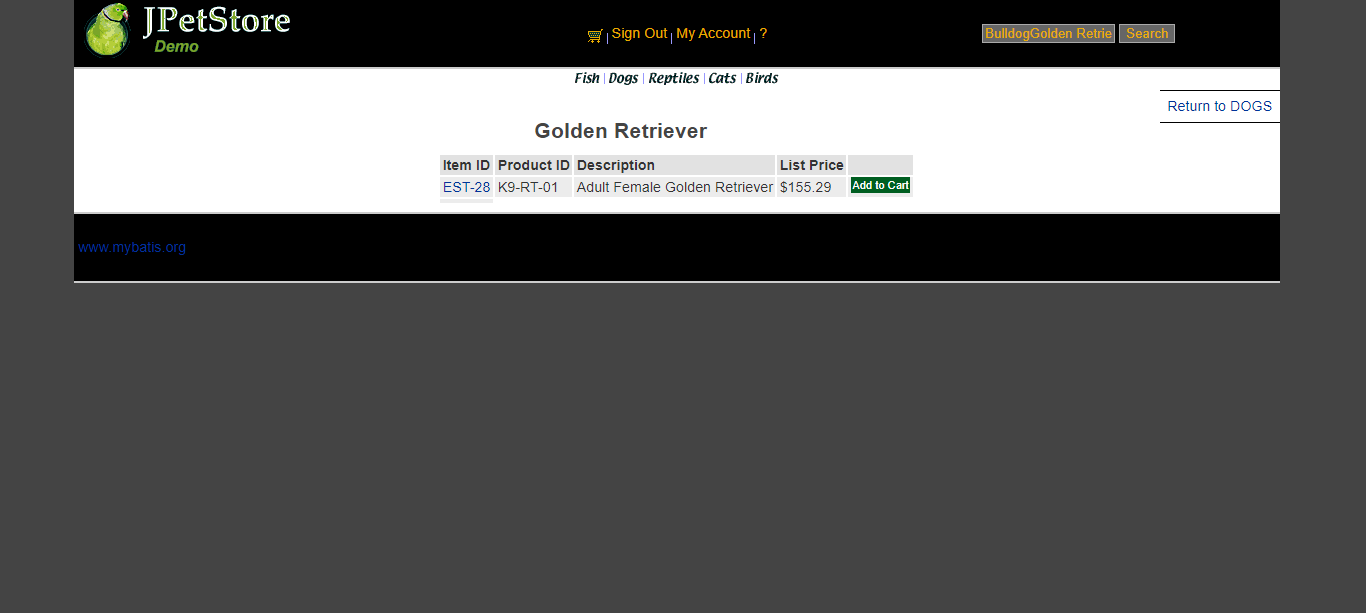 JPetStore
Demo
Sign Out | My Account | ?
BulldogGolden Retrie
Search
Fish | Dogs | Reptiles | Cats | Birds
Return to DOGS
Golden Retriever
Item ID Product ID Description List Price
EST-28 K9-RT-01 Adult Female Golden Retriever $155.29 Add to Cart
www.mybatis.org